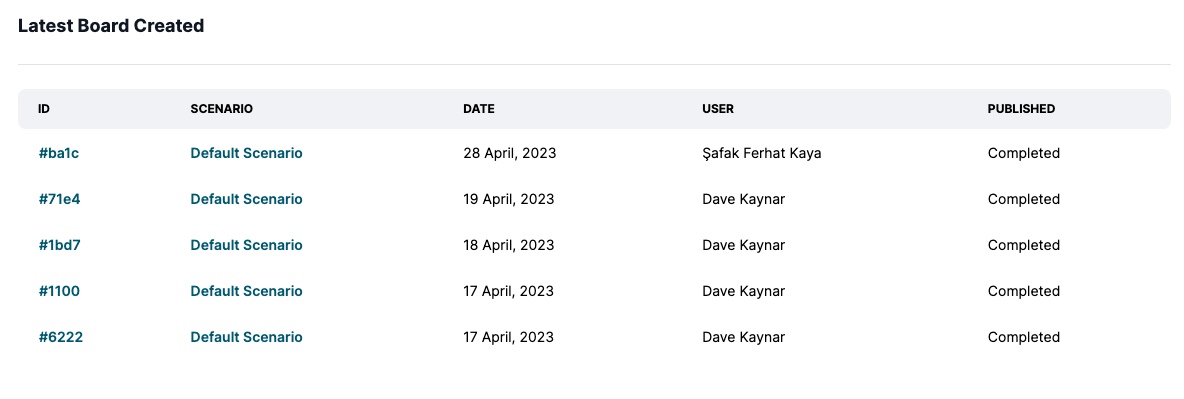 Latest Board Created
ID SCENARIO DATE USER PUBLISHED
#ba1c Default Scenario 28 April, 2023 Şafak Ferhat Kaya Completed
#71e4 Default Scenario 19 April, 2023 Dave Kaynar Completed
#1bd7 Default Scenario 18 April, 2023 Dave Kaynar Completed
#1100 Default Scenario 17 April, 2023 Dave Kaynar Completed
#6222 Default Scenario 17 April, 2023 Dave Kaynar Completed